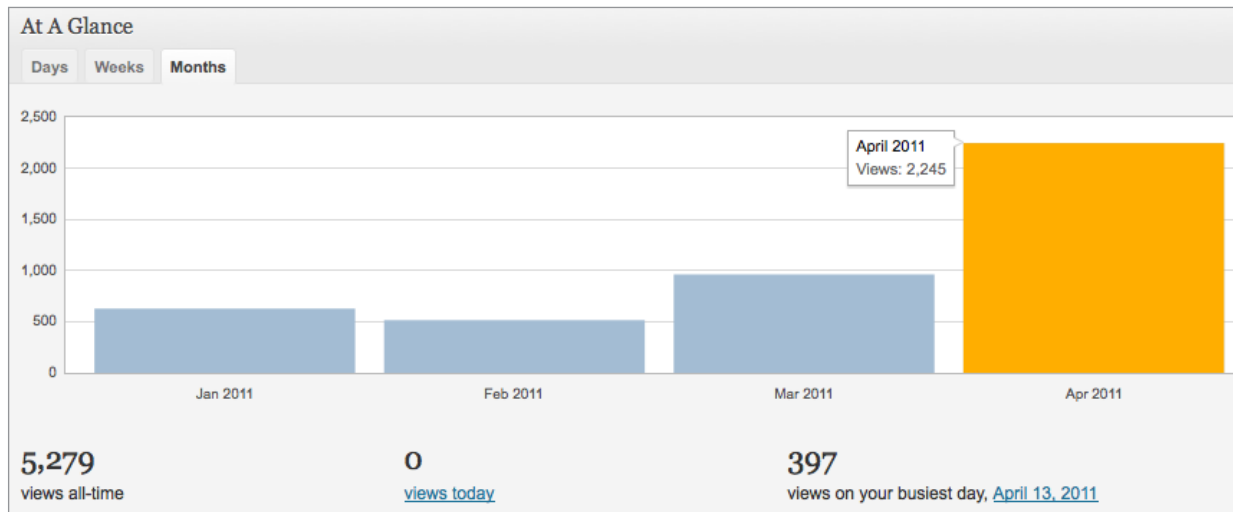 At A Glance
Days Weeks Months
2,500
2,000
1,500
1,000
500
0
April 2011
Views: 2,245
Jan 2011 Feb 2011 Mar 2011 Apr 2011
5,279 0 397
views all-time views today views on your busiest day, April 13, 2011